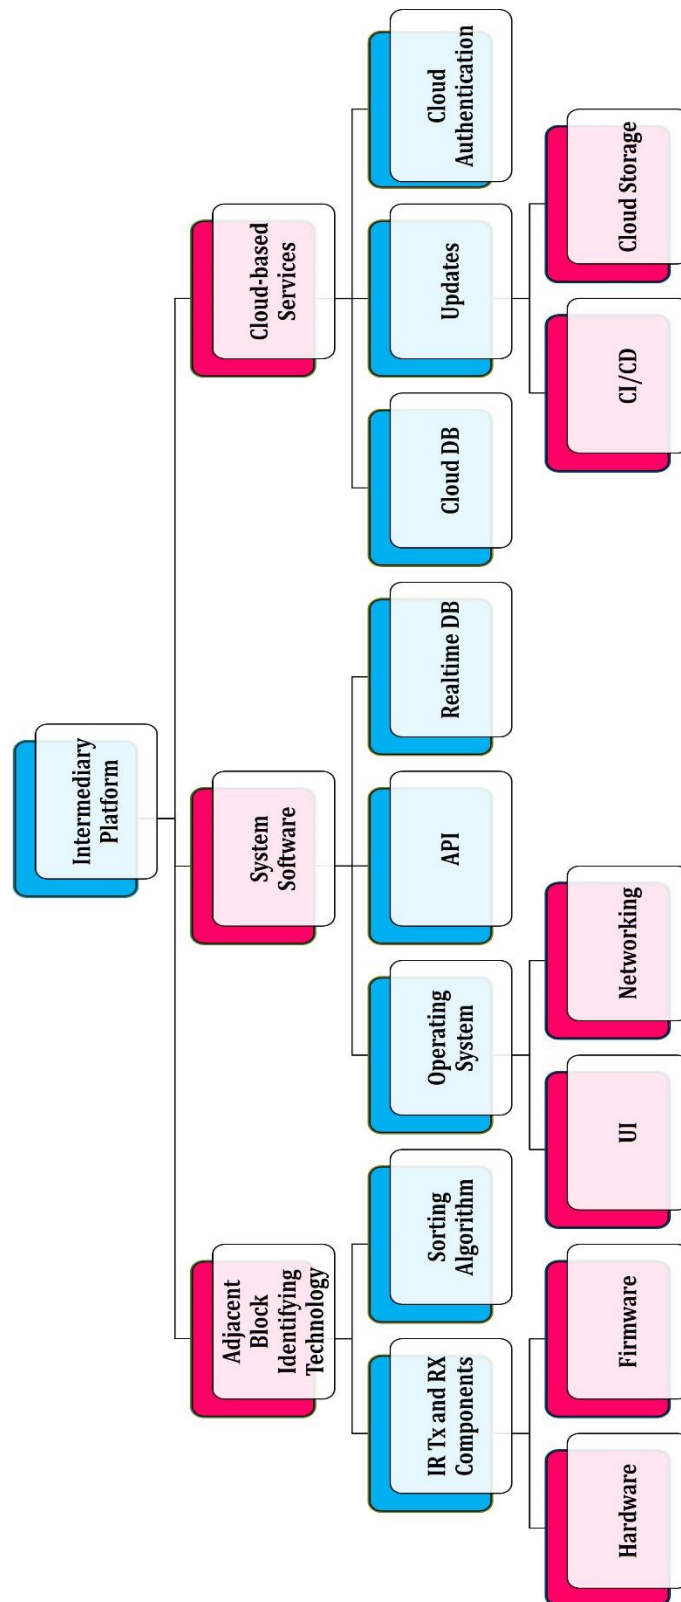 Intermediary
Platform
Adjacent
Block
Identifying
Technology
System
Software
Cloud-based
Services
IR Tx and RX
Components
Sorting
Algorithm
Operating
System
API
Realtime DB
Cloud DB
Updates
Cloud
Authentication
Hardware
Firmware
UI
Networking
CI/CD
Cloud Storage